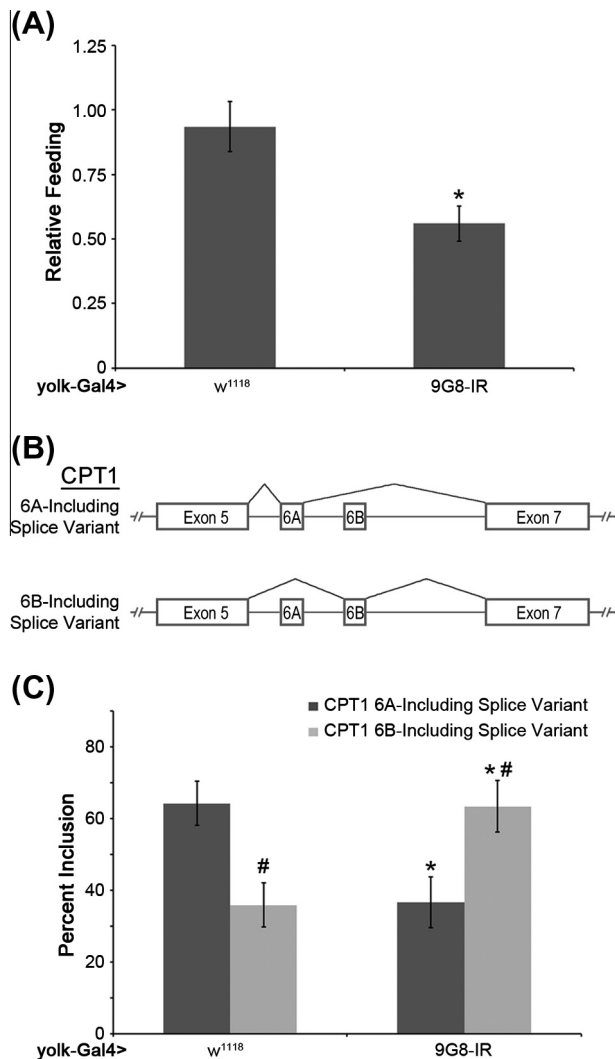 (A)
1.25
1.00
0.75
0.50
0.25
0
Relative Feeding
*
yolk-Gal4>
w¹¹¹⁸
9G8-IR
(B)
CPT1
6A-Including
Splice Variant
Exon 5
6A
6B
Exon 7
6B-Including
Splice Variant
Exon 5
6A
6B
Exon 7
(C)
CPT1 6A-Including Splice Variant
CPT1 6B-Including Splice Variant
80
60
40
20
0
Percent Inclusion
#
*
*#
yolk-Gal4>
w¹¹¹⁸
9G8-IR